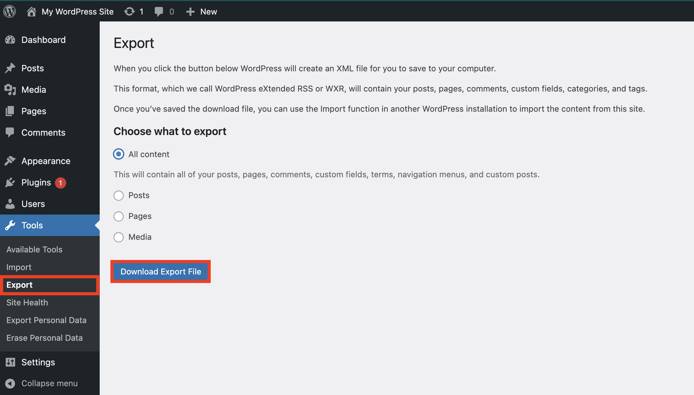 My WordPress Site 1 0 New
Dashboard
Posts
Media
Pages
Comments
Appearance
Plugins 1
Users
Tools
Available Tools
Import
Export
Site Health
Export Personal Data
Erase Personal Data
Settings
Collapse menu
Export
When you click the button below WordPress will create an XML file for you to save to your computer.
This format, which we call WordPress eXtended RSS or WXR, will contain your posts, pages, comments, custom fields, categories, and tags.
Once you’ve saved the download file, you can use the Import function in another WordPress installation to import the content from this site.
Choose what to export
All content
This will contain all of your posts, pages, comments, custom fields, terms, navigation menus, and custom posts.
Posts
Pages
Media
Download Export File